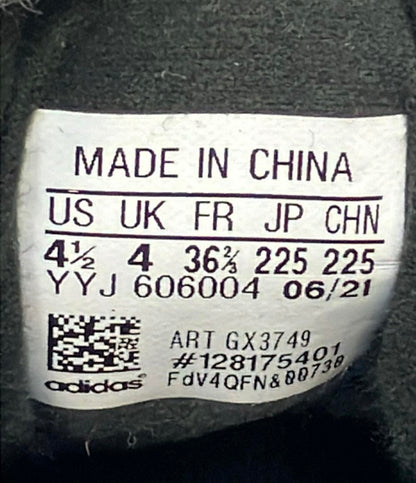 MADE IN CHINA
US UK FR JP CHN
4½ 4 36⅔ 225 225
YYJ 606004 06/21
ART GX3749
#128175401
adidas FdV4QFN&00738